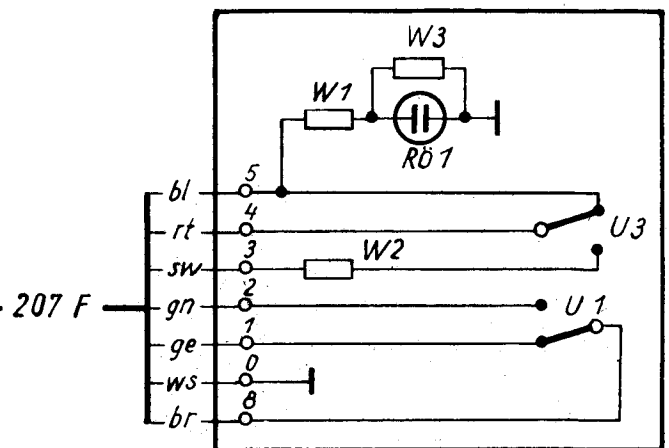 W3
W1
RÖ1
bl 5
rt 4
U3
sw 3 W2
- 207 F
gn 2
U1
ge 1
ws 0
br 8